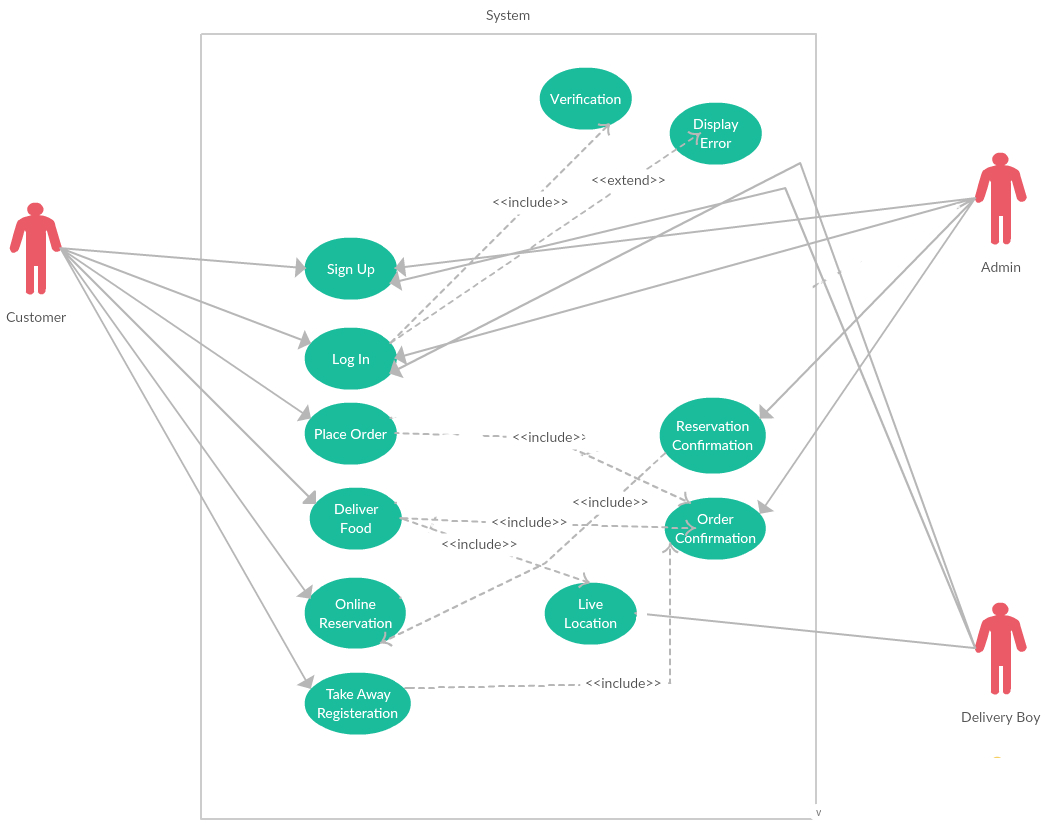 System
Verification
Display
Error
<<extend>>
<<include>>
Sign Up
Admin
Customer
Log In
Place Order
<<include>>
Reservation
Confirmation
<<include>>
Deliver
Food
<<include>>
Order
Confirmation
<<include>>
Online
Reservation
Live
Location
<<include>>
Take Away
Registeration
Delivery Boy
v